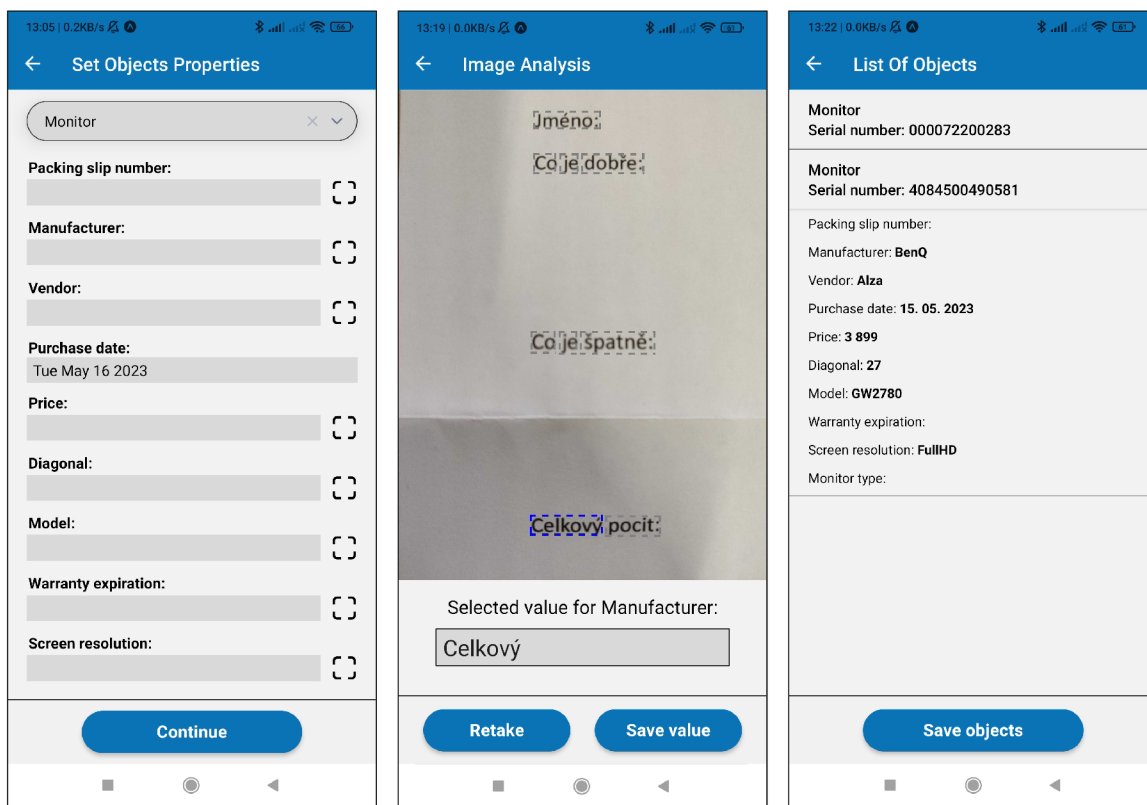 13:05 | 0.2KB/s
66
Set Objects Properties
Monitor
Packing slip number:
Manufacturer:
Vendor:
Purchase date:
Tue May 16 2023
Price:
Diagonal:
Model:
Warranty expiration:
Screen resolution:
Continue
13:19 | 0.0KB/s
61
Image Analysis
Jméno:
Co je dobře:
Co je špatně:
Celkový pocit:
Selected value for Manufacturer:
Celkový
Retake
Save value
13:22 | 0.0KB/s
61
List Of Objects
Monitor
Serial number: 000072200283
Monitor
Serial number: 4084500490581
Packing slip number:
Manufacturer: BenQ
Vendor: Alza
Purchase date: 15. 05. 2023
Price: 3 899
Diagonal: 27
Model: GW2780
Warranty expiration:
Screen resolution: FullHD
Monitor type:
Save objects